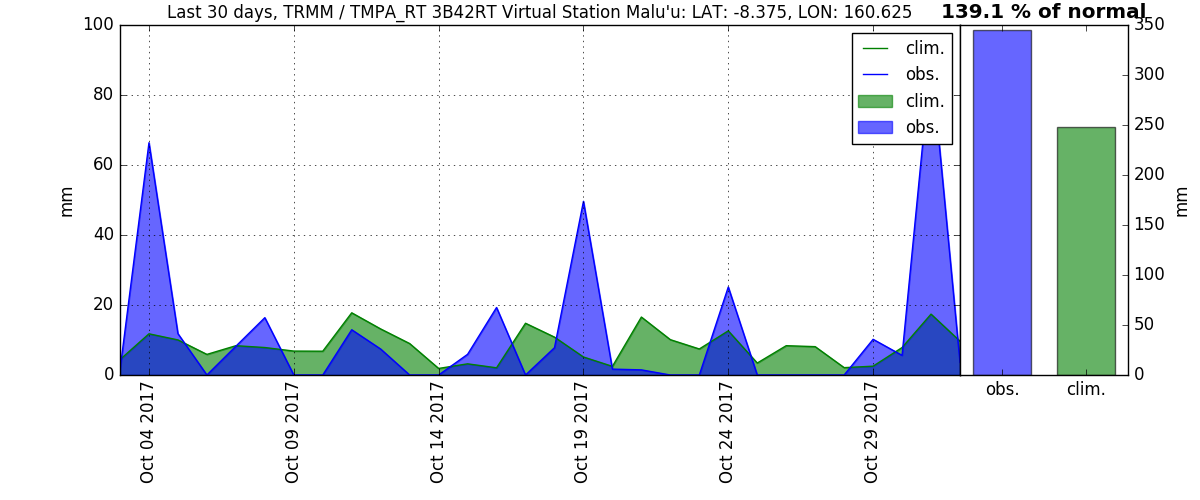 Last 30 days, TRMM / TMPA_RT 3B42RT Virtual Station Malu'u: LAT: -8.375, LON: 160.625
139.1 % of normal
100
80
60
40
20
0
mm
clim.
obs.
clim.
obs.
Oct 04 2017
Oct 09 2017
Oct 14 2017
Oct 19 2017
Oct 24 2017
Oct 29 2017
350
300
250
200
150
100
50
0
mm
obs.
clim.